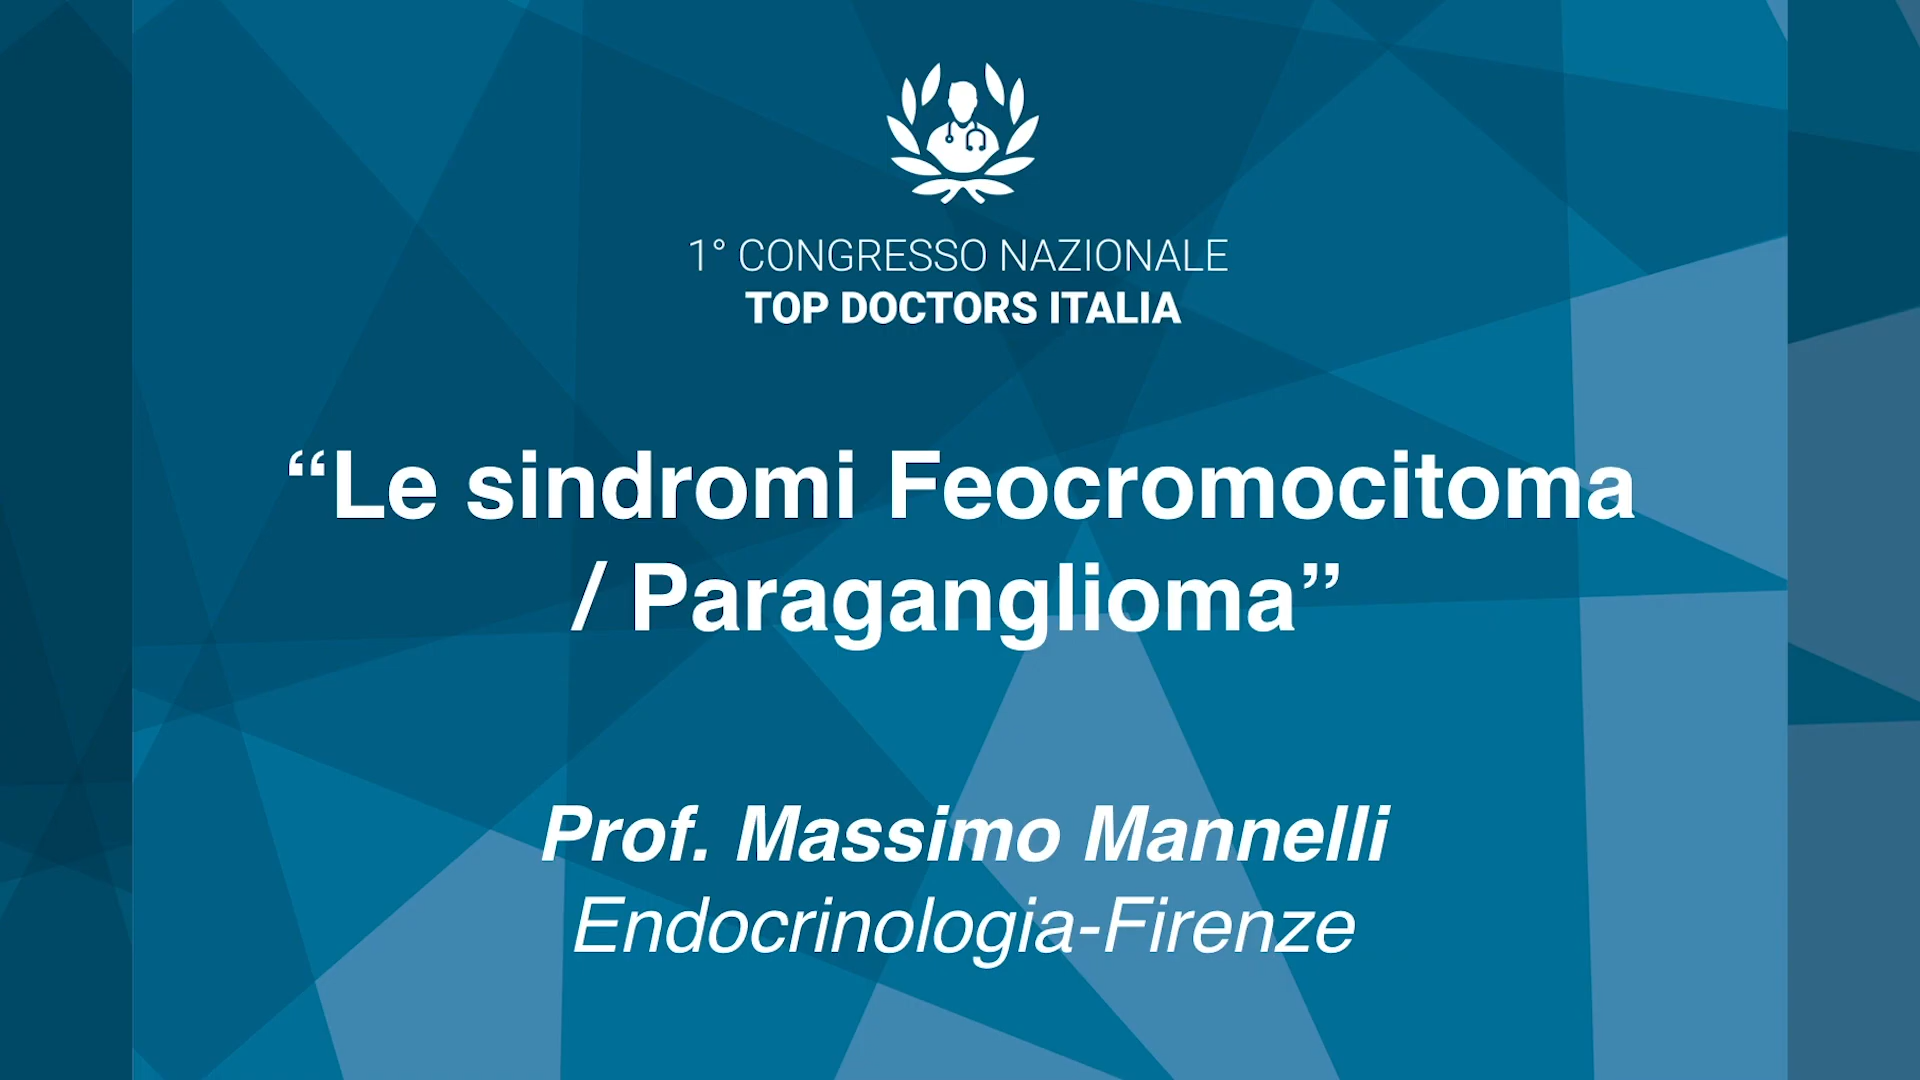 1° CONGRESSO NAZIONALE
TOP DOCTORS ITALIA
“Le sindromi Feocromocitoma
/ Paraganglioma”
Prof. Massimo Mannelli
Endocrinologia-Firenze